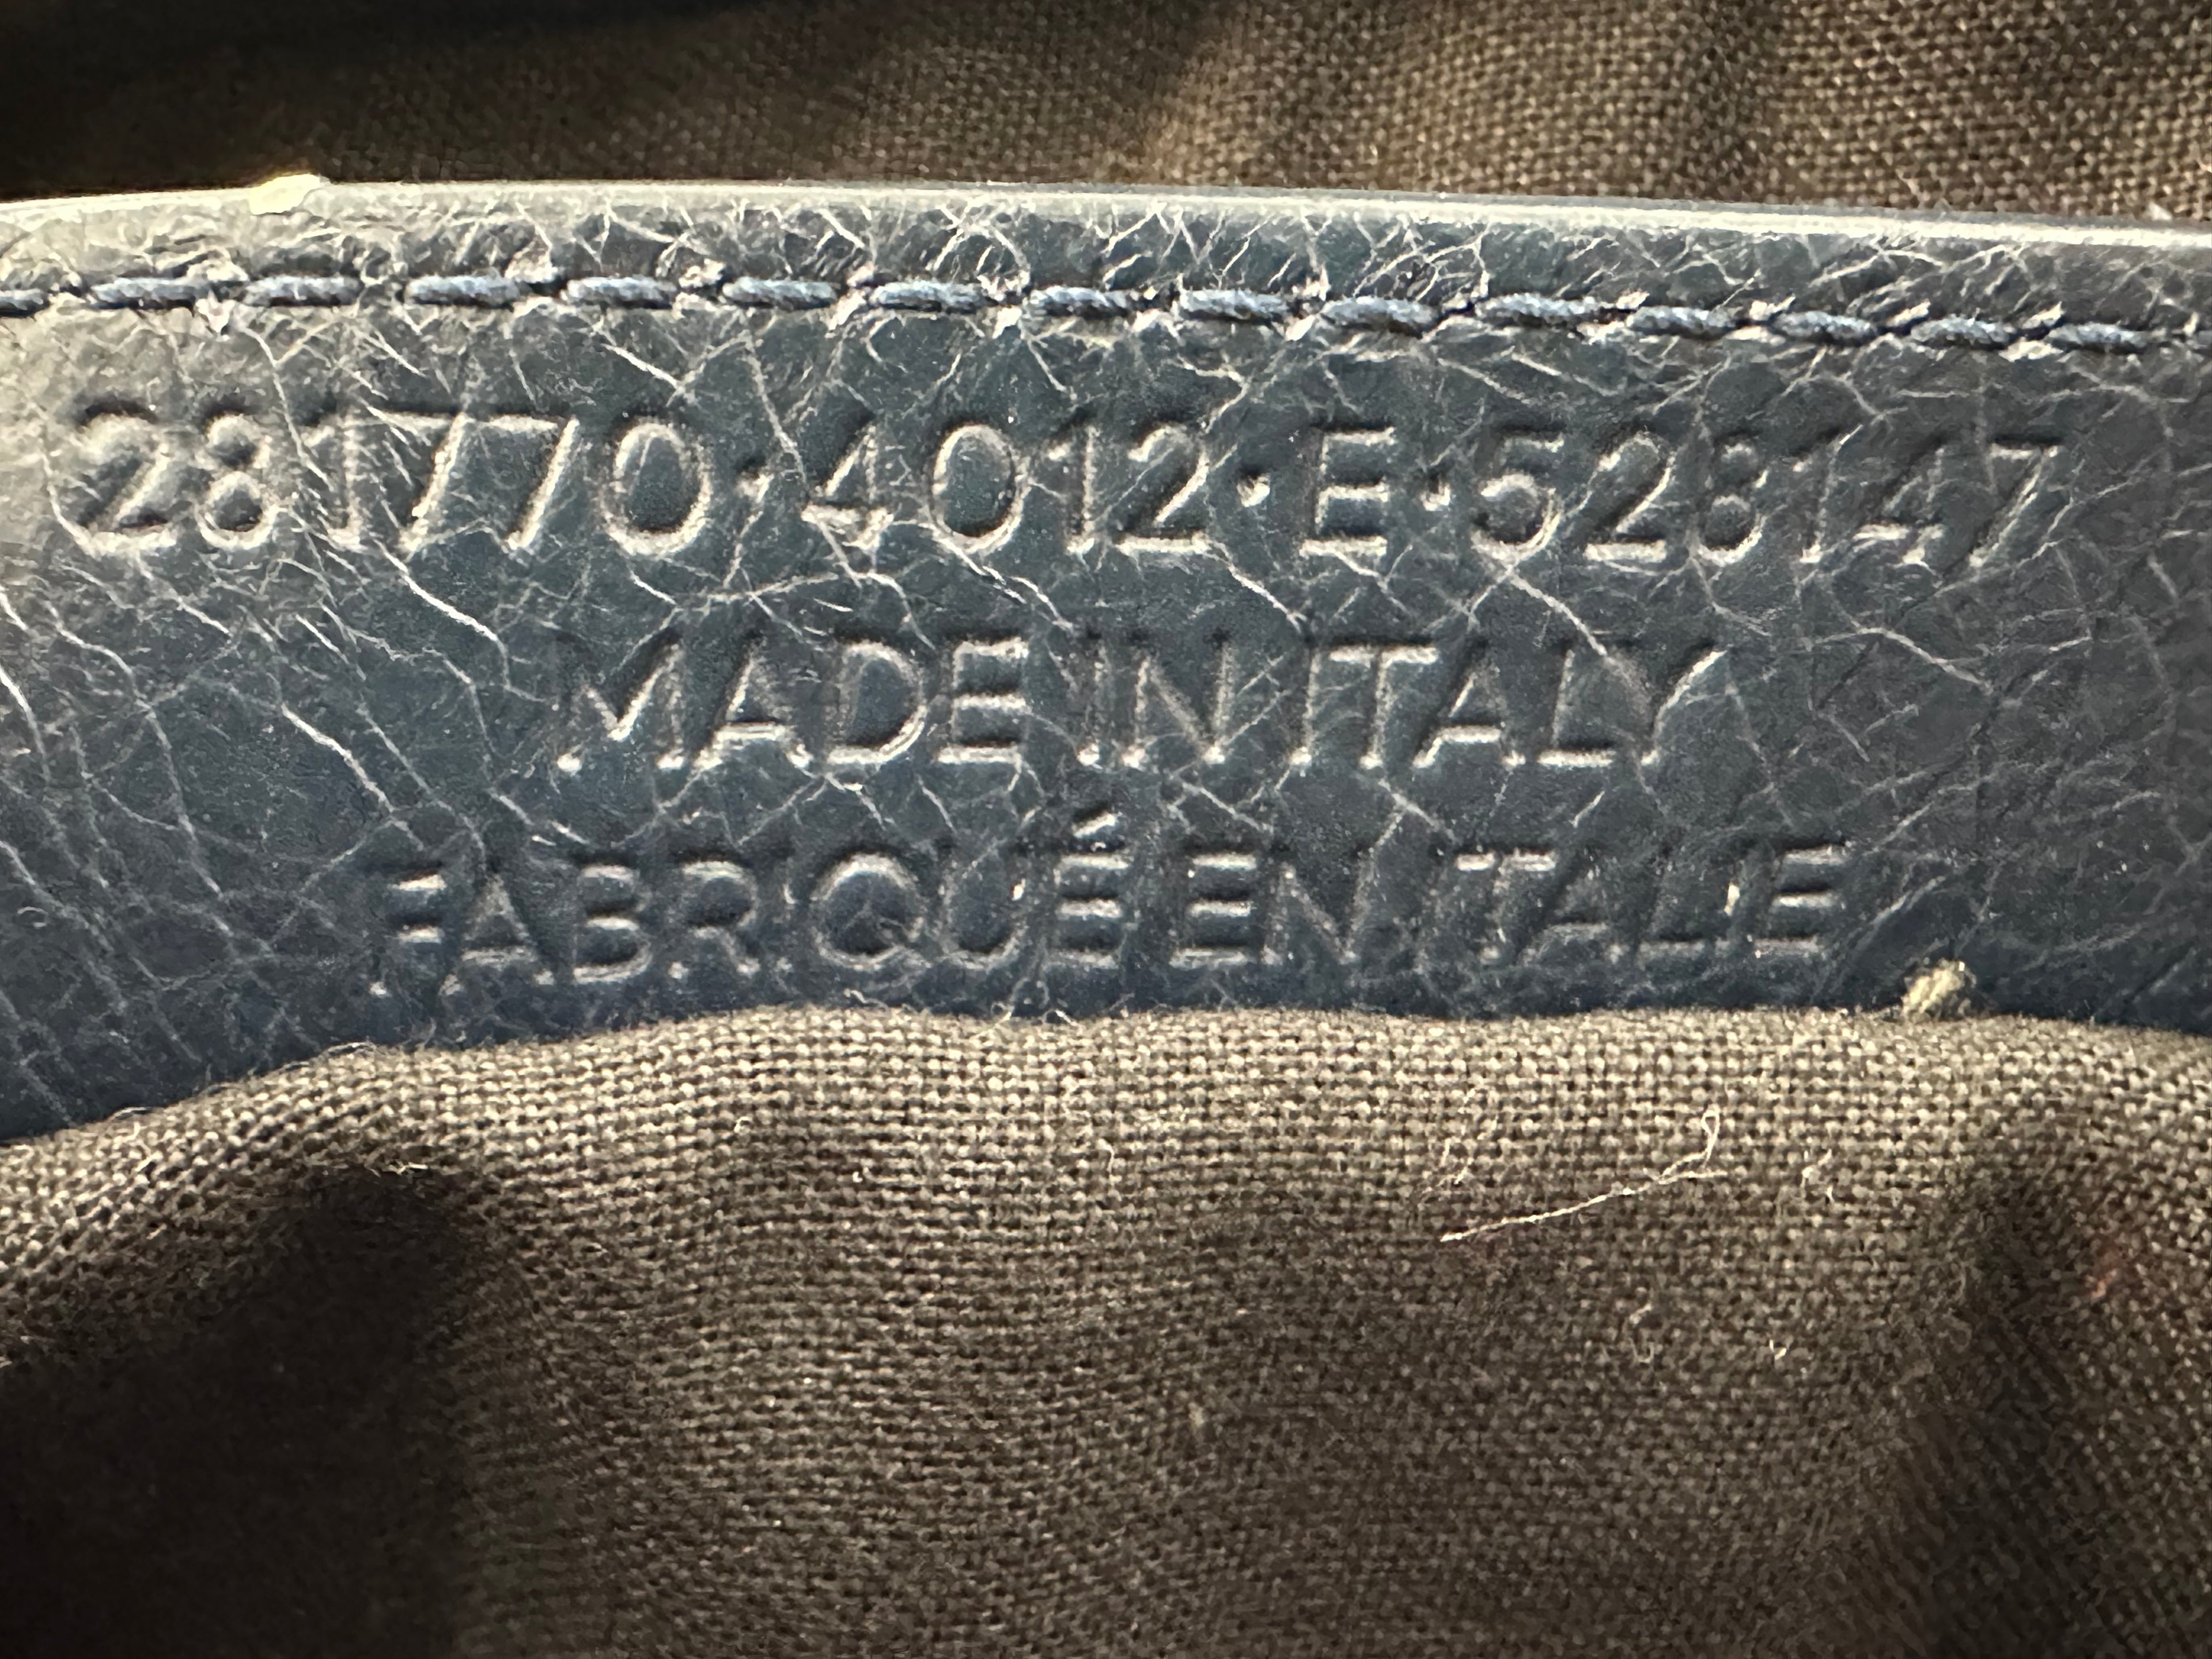 281770·4012·E·528147
MADE IN ITALY
FABRIQUÉ EN ITALIE